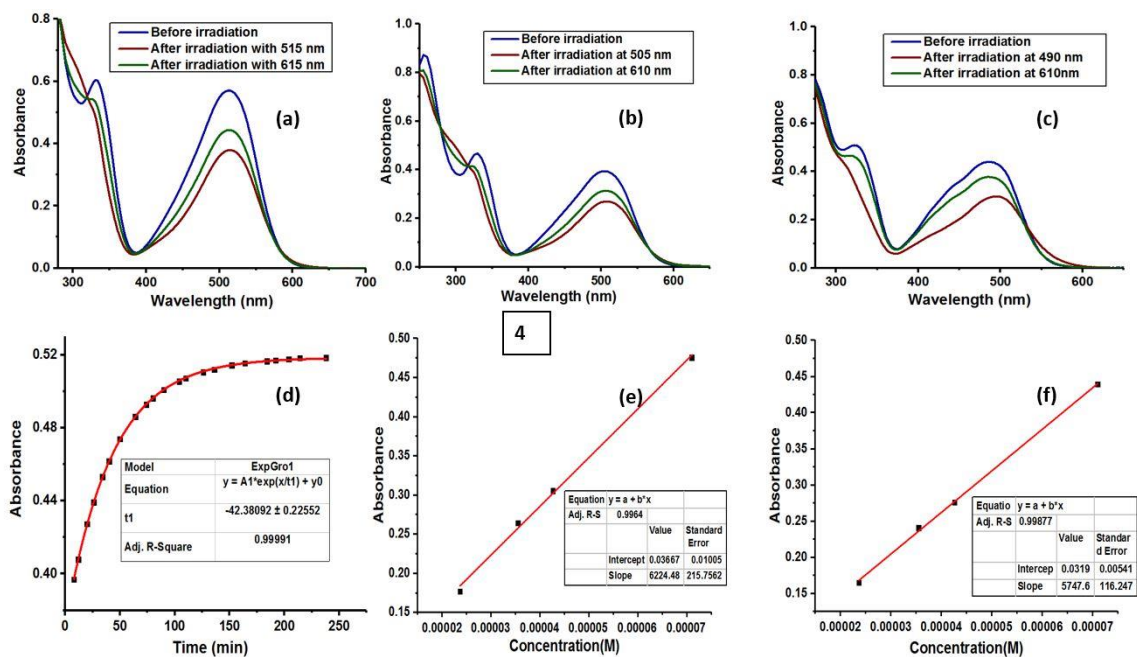 0.8
0.6
0.4
0.2
0.0
Absorbance
Before irradiation
After irradiation with 515 nm
After irradiation with 615 nm
(a)
300 400 500 600 700
Wavelength (nm)
1.0
0.8
0.6
0.4
0.2
0.0
Absorbance
Before irradiation
After irradiation at 505 nm
After irradiation at 610 nm
(b)
300 400 500 600
Wavelength (nm)
1.0
0.8
0.6
0.4
0.2
0.0
Absorbance
Before irradiation
After irradiation at 490 nm
After irradiation at 610nm
(c)
300 400 500 600
Wavelength (nm)
4
0.52
0.48
0.44
0.40
Absorbance
(d)
Model ExpGro1
Equation y = A1*exp(x/t1) + y0
t1 -42.38092 ± 0.22552
Adj. R-Square 0.99991
0 50 100 150 200 250
Time (min)
0.50
0.45
0.40
0.35
0.30
0.25
0.20
0.15
Absorbance
(e)
Equation y = a + b*x
Adj. R-S 0.9964
Value Standard
Error
Intercept 0.03667 0.01005
Slope 6224.48 215.7562
0.00002 0.00003 0.00004 0.00005 0.00006 0.00007
Concentration(M)
0.50
0.45
0.40
0.35
0.30
0.25
0.20
0.15
Absorbance
(f)
Equatio y = a + b*x
Adj. R-S 0.99877
Value Standar
d Error
Intercep 0.0319 0.00541
Slope 5747.6 116.247
0.00002 0.00003 0.00004 0.00005 0.00006 0.00007
Concentration(M)